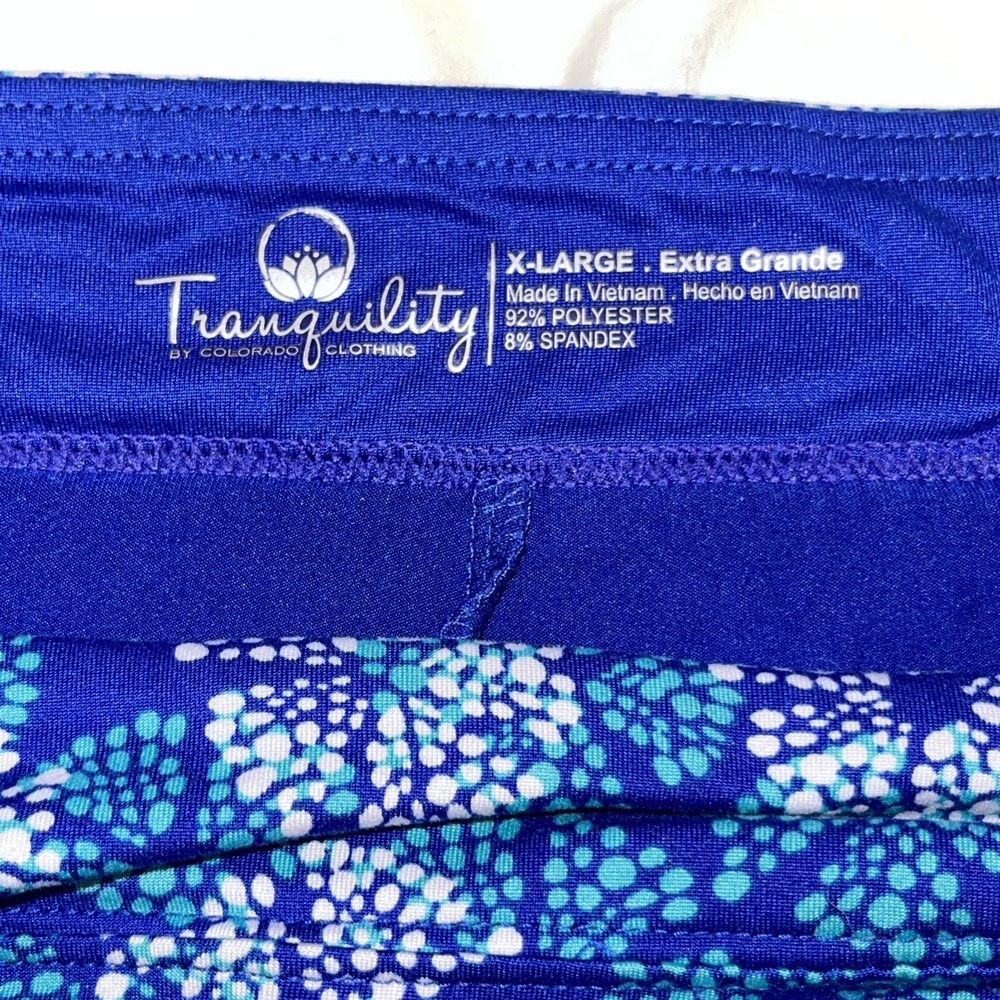 Tranquility
BY COLORADO CLOTHING
X-LARGE . Extra Grande
Made In Vietnam . Hecho en Vietnam
92% POLYESTER
8% SPANDEX